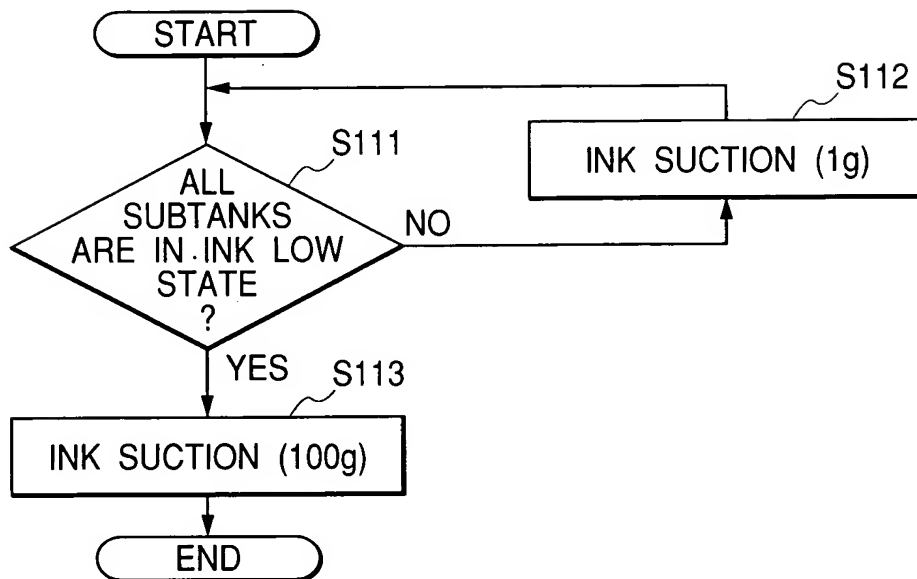 START
S112
INK SUCTION (1g)
S111
ALL
SUBTANKS
ARE IN INK LOW
STATE
?
NO
YES
S113
INK SUCTION (100g)
END